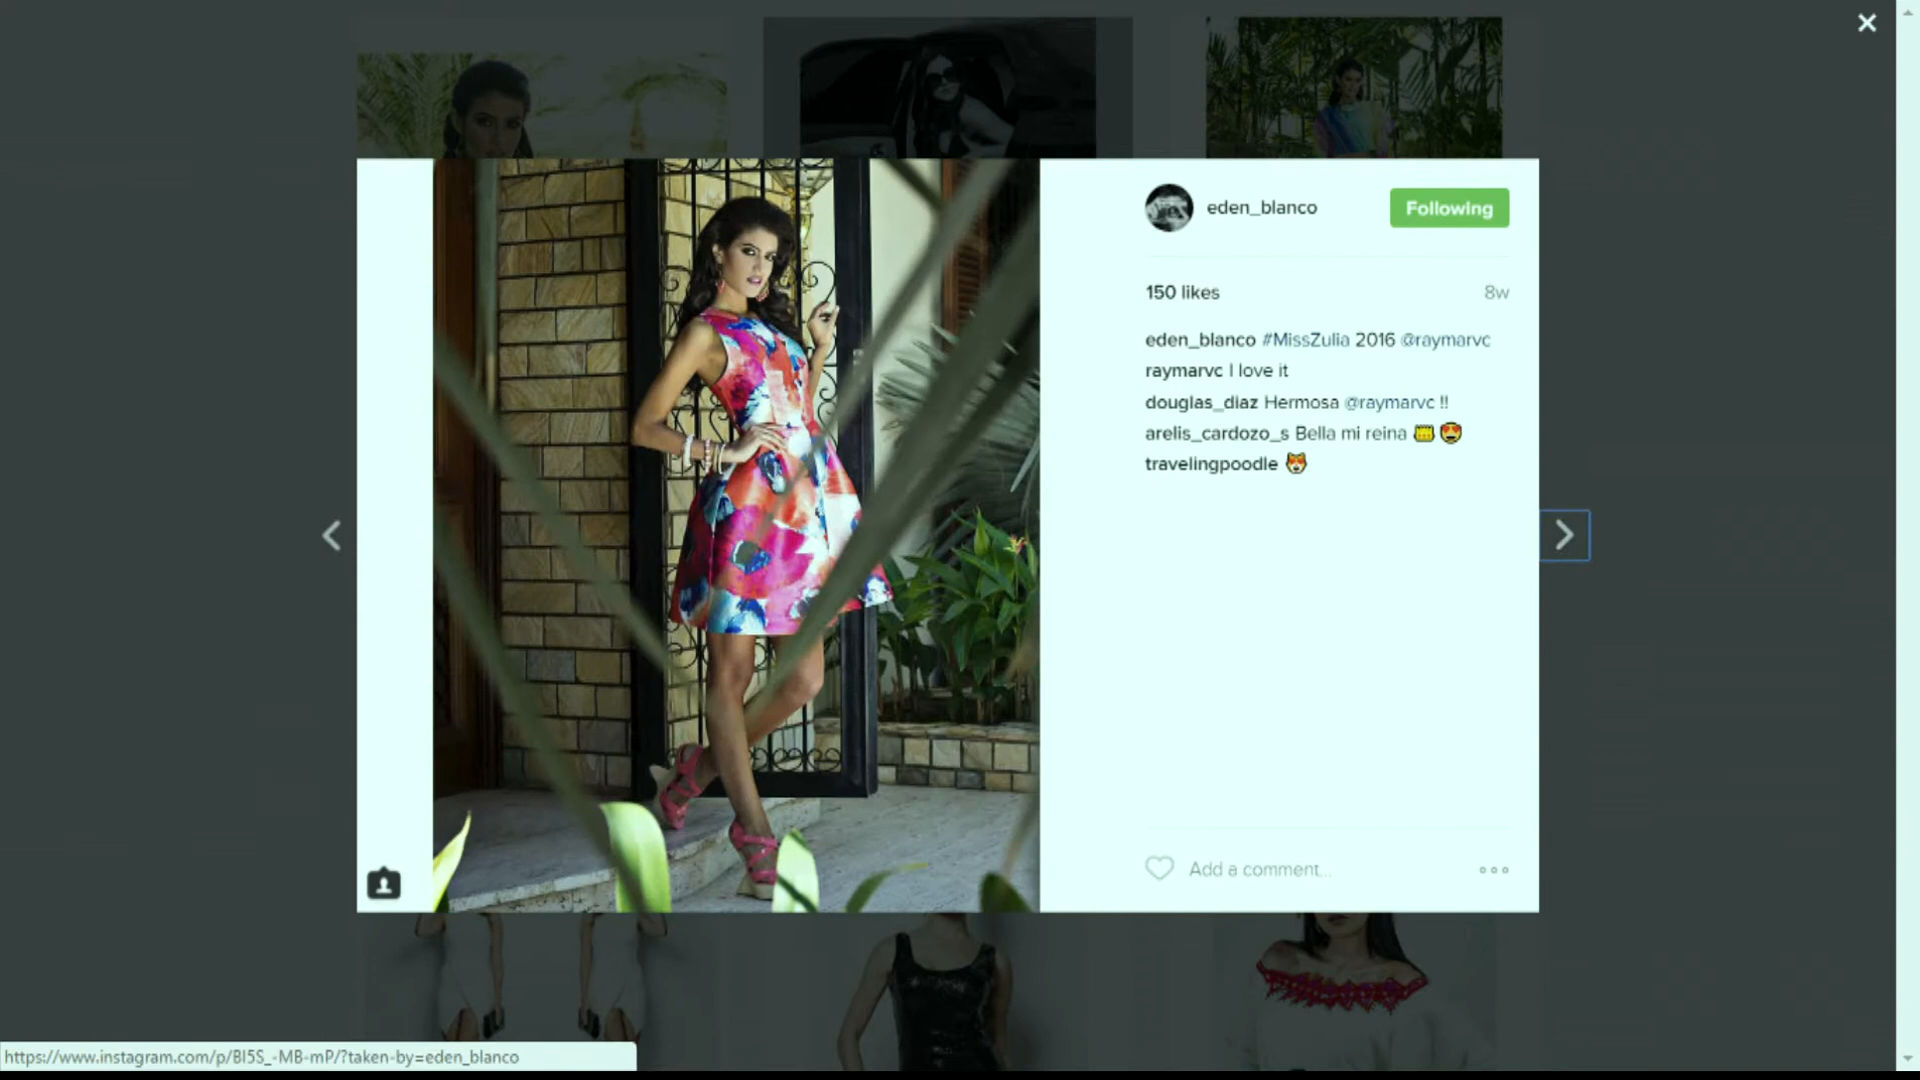 eden_blanco
Following
150 likes
8w
eden_blanco #MissZulia 2016 @raymarvc
raymarvc I love it
douglas_diaz Hermosa @raymarvc !!
arelis_cardozo_s Bella mi reina
travelingpoodle
Add a comment...
https://www.instagram.com/p/BI5S_-MB-mP/?taken-by=eden_blanco